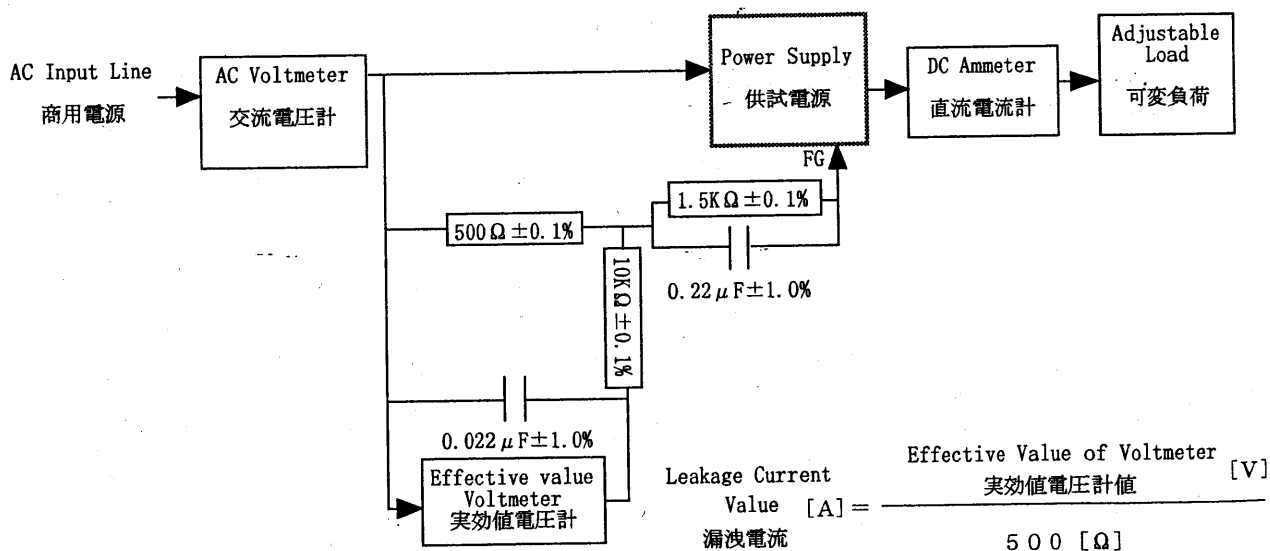 AC Input Line
商用電源
AC Voltmeter
交流電圧計
Power Supply
供試電源
FG
DC Ammeter
直流電流計
Adjustable
Load
可変負荷
500Ω±0.1%
1.5KΩ±0.1%
0.22μF±1.0%
10KΩ±0.1%
0.022μF±1.0%
Effective value
Voltmeter
実効値電圧計
Leakage Current
Value [A]=
漏洩電流
Effective Value of Voltmeter
実効値電圧計値 [V]
500 [Ω]